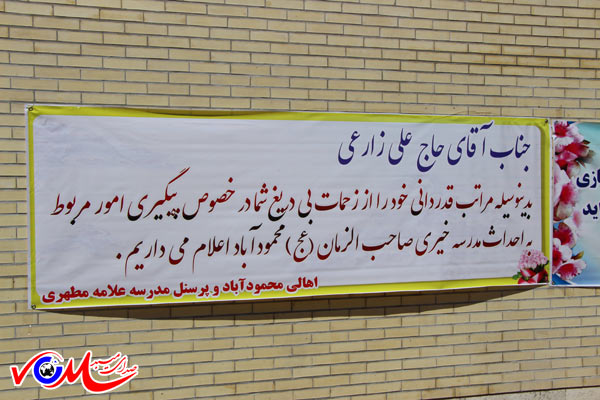 جناب آقای حاج علی زارعی
بدینوسیله مراتب قدردانی خود را از زحمات بی دریغ شما در خصوص پیگیری امور مربوط
به احداث مدرسه خیری صاحب الزمان (عج) محمودآباد اعلام می داریم.
اهالی محمودآباد و پرسنل مدرسه علامه مطهری